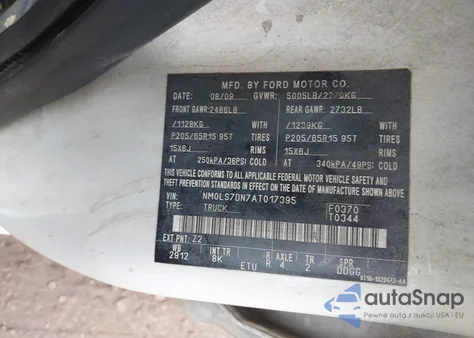 MFD. BY FORD MOTOR CO.
DATE: 08/09 GVWR: 5005LB/2270KG
FRONT GAWR: 2486LB REAR GAWR: 2732LB
/1128KG WITH /1239KG WITH
P205/65R15 95T TIRES P205/65R15 95T TIRES
15X6J RIMS 15X6J RIMS
AT 250kPA/36PSI COLD AT 340kPA/49PSI COLD
THIS VEHICLE CONFORMS TO ALL APPLICABLE FEDERAL MOTOR VEHICLE
SAFETY STANDARDS IN EFFECT ON THE DATE OF MANUFACTURE SHOWN ABOVE.
VIN: NM0LS7DN7AT017395
TYPE: TRUCK F0370
T0344
EXT PNT: Z2
WB INT TR R AXLE TR SPR
2912 8K 4 2 DDGG
ETU
autoSnap
Data from USA | EU